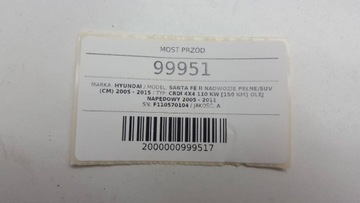 MOST PRZÓD
99951
MARKA: HYUNDAI / MODEL: SANTA FE II NADWOZIE PEŁNE/SUV
(CM) 2005 - 2015 / TYP: CRDI 4X4 110 KW [150 KM] OLEJ
NAPĘDOWY 2005 - 2011
S/N: F110570104 / JAKOŚĆ: A
2000000999517